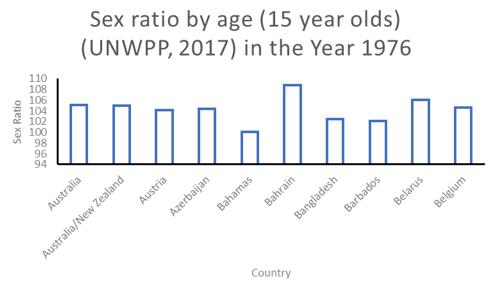 Sex ratio by age (15 year olds)
(UNWPP, 2017) in the Year 1976
Sex Ratio
110
108
106
104
102
100
98
96
94
Australia
Australia/New Zealand
Austria
Azerbaijan
Bahamas
Bahrain
Bangladesh
Barbados
Belarus
Belgium
Country